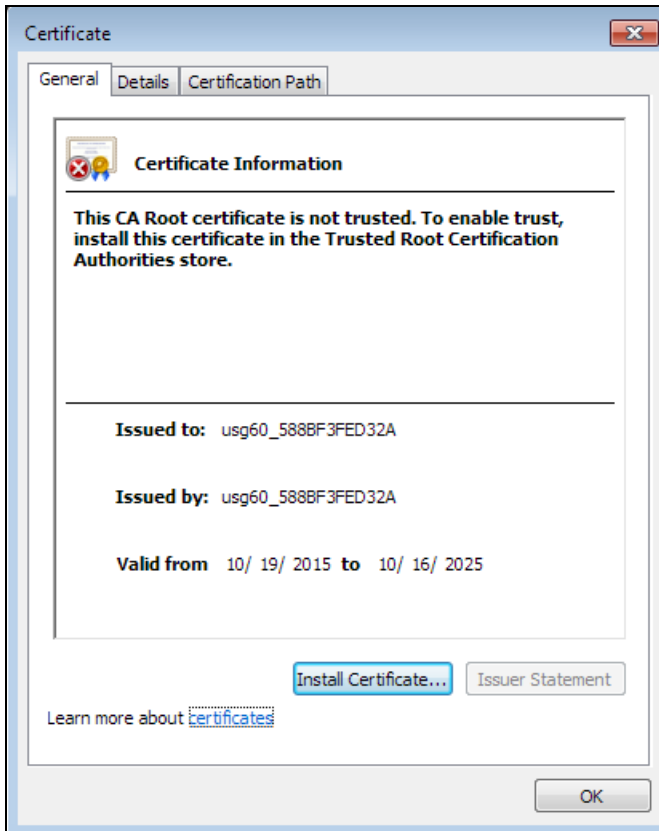 Certificate
General Details Certification Path
Certificate Information
This CA Root certificate is not trusted. To enable trust,
install this certificate in the Trusted Root Certification
Authorities store.
Issued to: usg60_588BF3FED32A
Issued by: usg60_588BF3FED32A
Valid from 10/ 19/ 2015 to 10/ 16/ 2025
Install Certificate... Issuer Statement
Learn more about certificates
OK